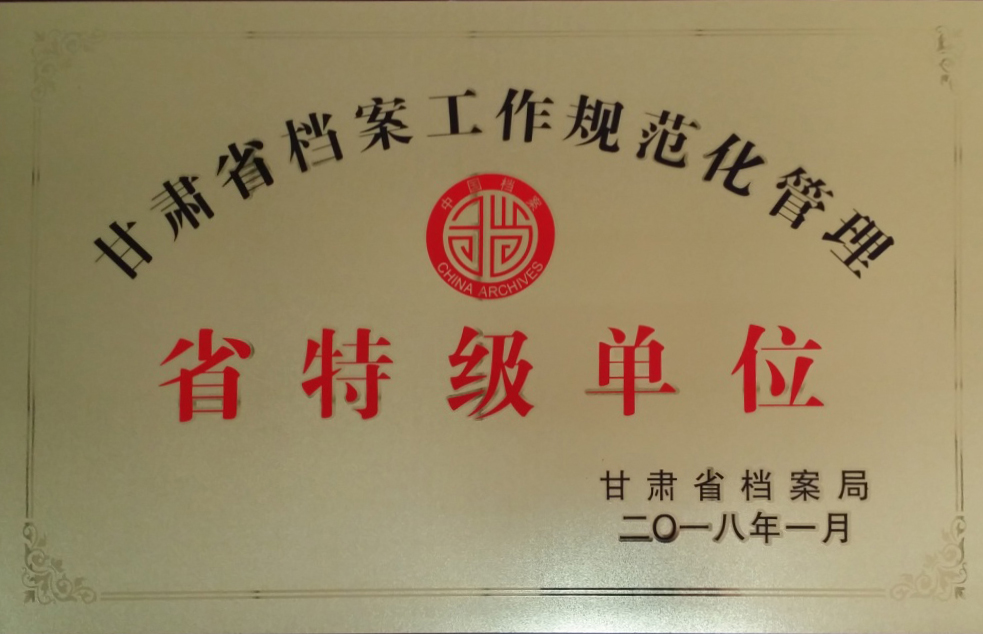 甘肃省档案工作规范化管理
中国档案
CHINA ARCHIVES
省特级单位
甘肃省档案局
二〇一八年一月